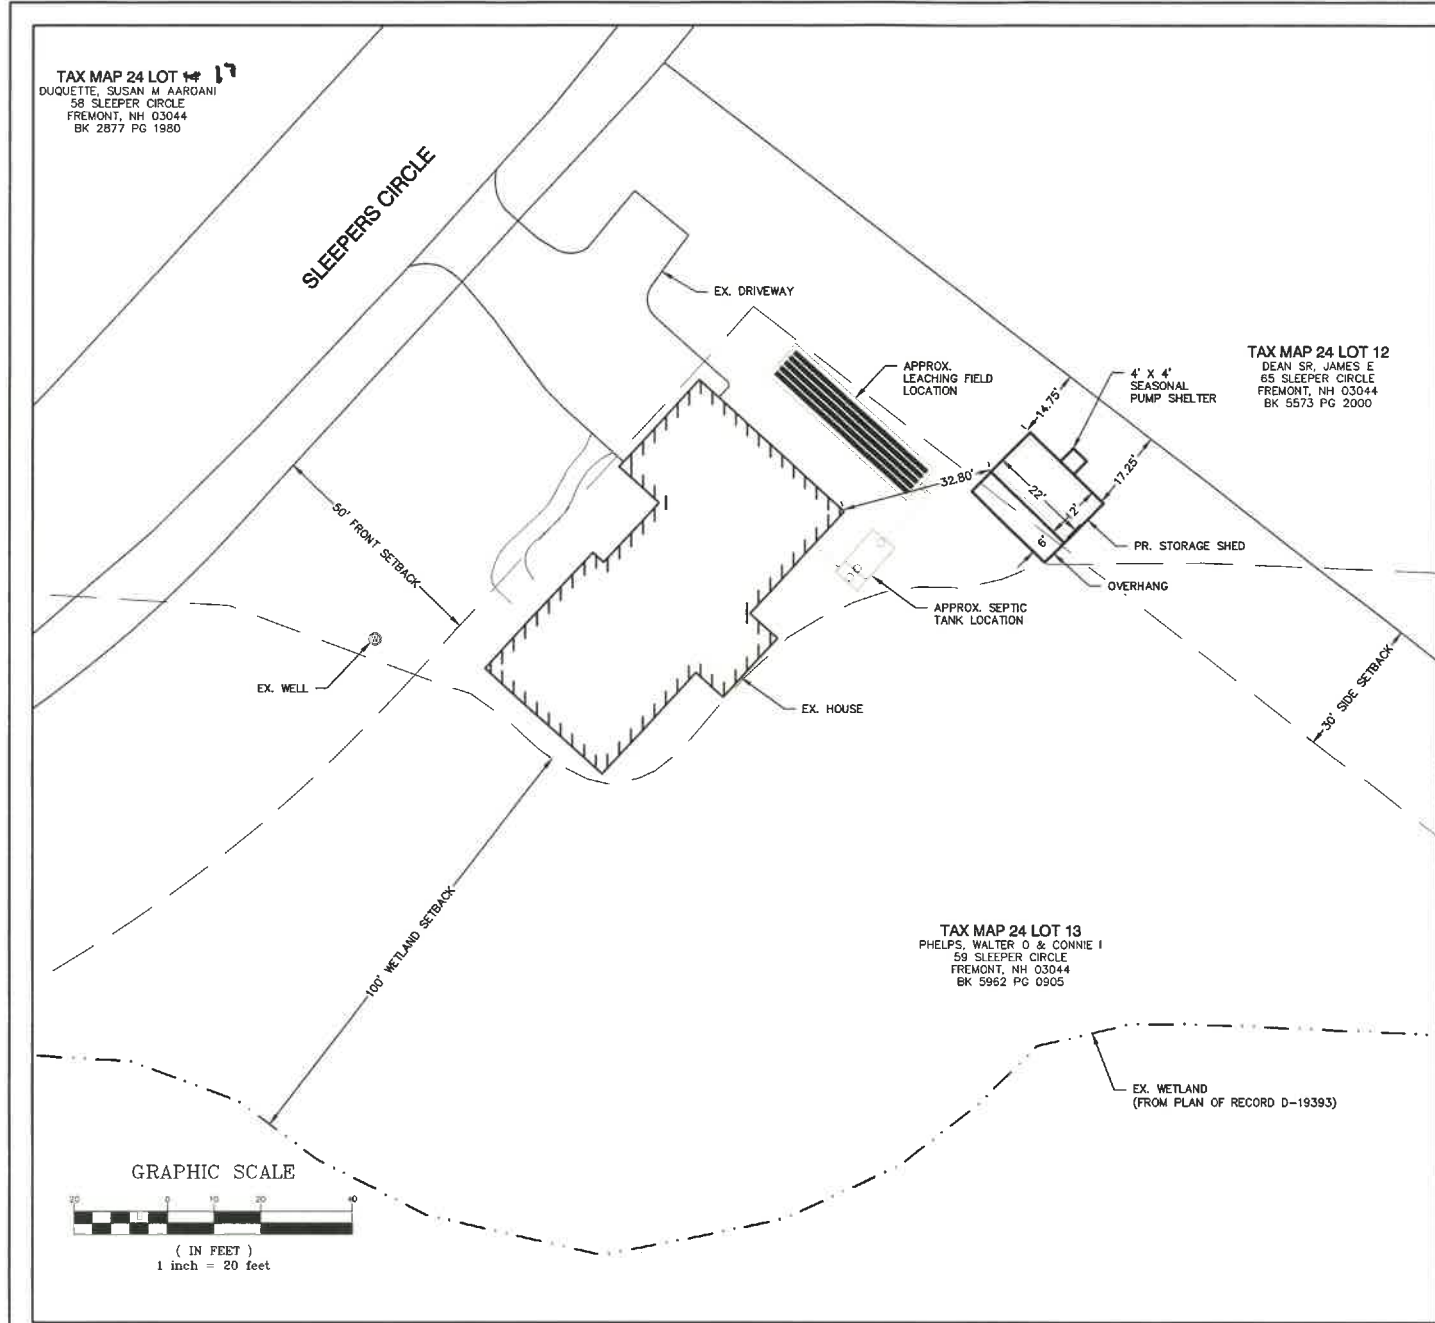 TAX MAP 24 LOT 17
DUQUETTE, SUSAN M AAROANI
58 SLEEPER CIRCLE
FREMONT, NH 03044
BK 2877 PG 1980
SLEEPERS CIRCLE
EX. DRIVEWAY
APPROX.
LEACHING FIELD
LOCATION
TAX MAP 24 LOT 12
DEAN SR, JAMES E
65 SLEEPER CIRCLE
FREMONT, NH 03044
BK 5573 PG 2000
4' X 4'
SEASONAL
PUMP SHELTER
14.75'
17.25'
32.80'
22'
12'
6'
PR. STORAGE SHED
OVERHANG
50' FRONT SETBACK
APPROX. SEPTIC
TANK LOCATION
EX. WELL
EX. HOUSE
30' SIDE SETBACK
100' WETLAND SETBACK
TAX MAP 24 LOT 13
PHELPS, WALTER O & CONNIE I
59 SLEEPER CIRCLE
FREMONT, NH 03044
BK 5962 PG 0905
EX. WETLAND
(FROM PLAN OF RECORD D-19393)
GRAPHIC SCALE
20 0 10 20 40
( IN FEET )
1 inch = 20 feet